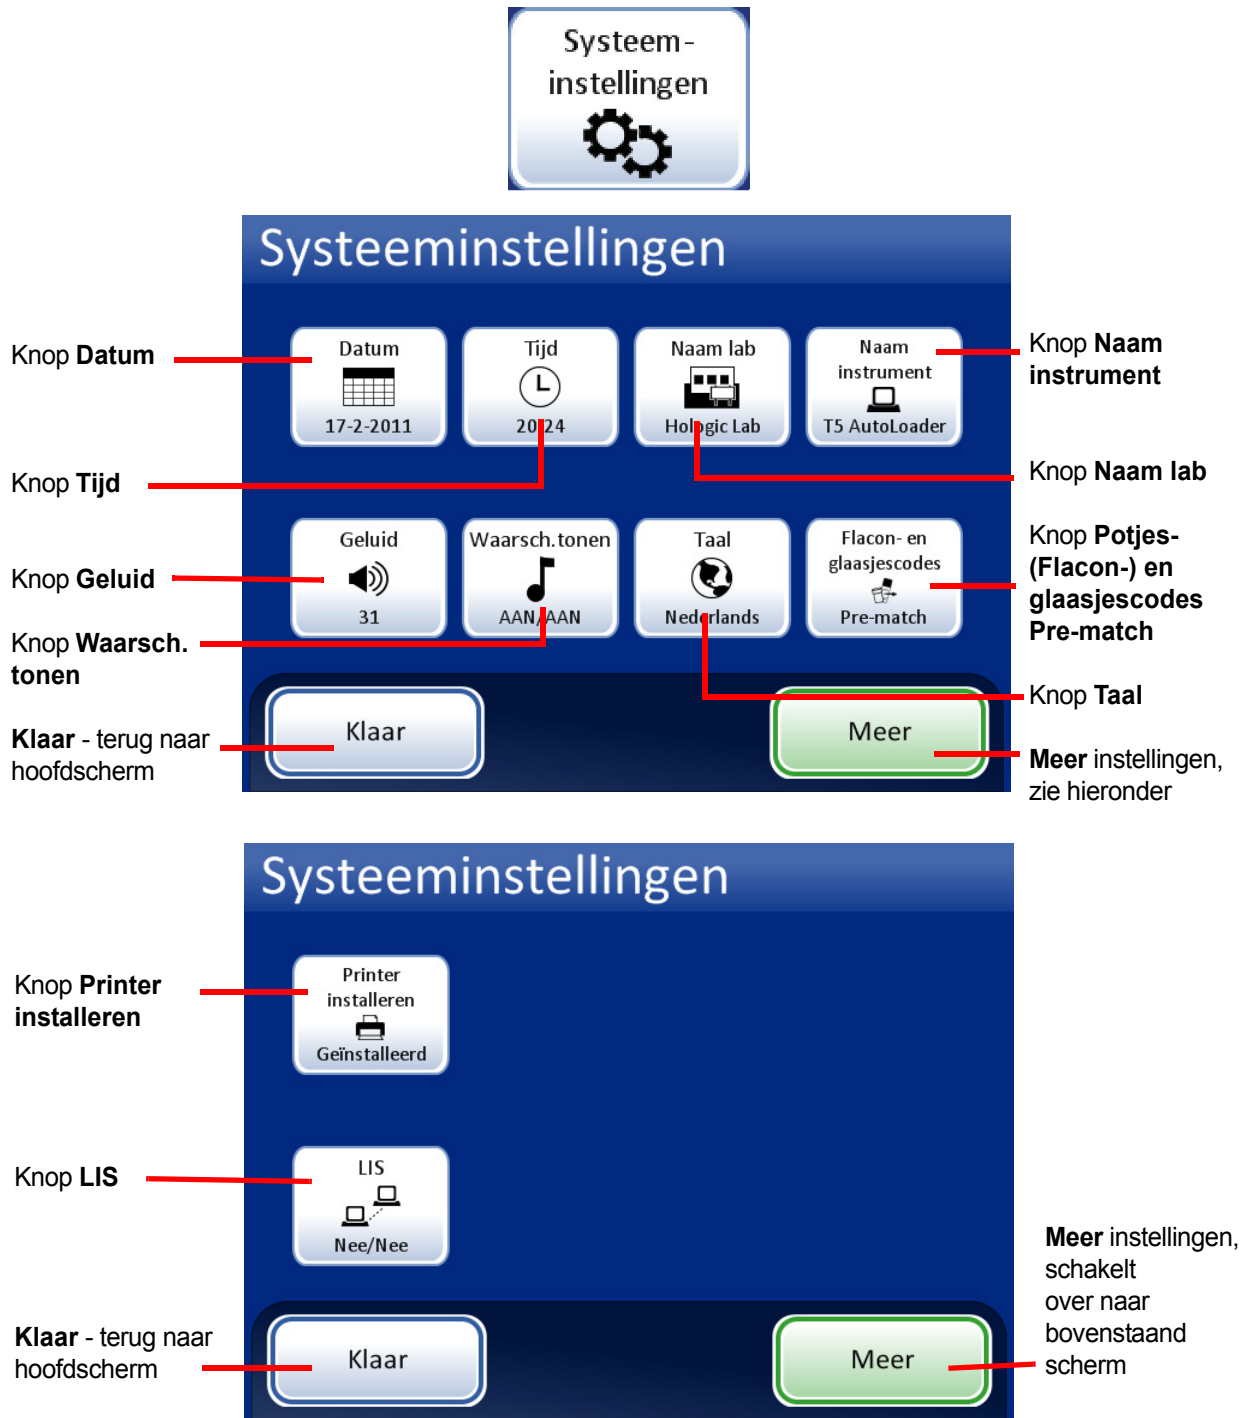 Systeem-
instellingen
Systeeminstellingen
Knop Datum
Datum
17-2-2011
Tijd
20:24
Naam lab
Hologic Lab
Naam
instrument
T5 AutoLoader
Knop Naam
instrument
Knop Tijd
Knop Naam lab
Knop Geluid
Geluid
31
Waarsch.tonen
AAN/AAN
Taal
Nederlands
Flacon- en
glaasjescodes
Pre-match
Knop Potjes-
(Flacon-) en
glaasjescodes
Pre-match
Knop Waarsch.
tonen
Knop Taal
Klaar - terug naar
hoofdscherm
Klaar
Meer
Meer instellingen,
zie hieronder
Systeeminstellingen
Knop Printer
installeren
Printer
installeren
Geïnstalleerd
Knop LIS
LIS
Nee/Nee
Klaar - terug naar
hoofdscherm
Klaar
Meer
Meer instellingen,
schakelt
over naar
bovenstaand
scherm